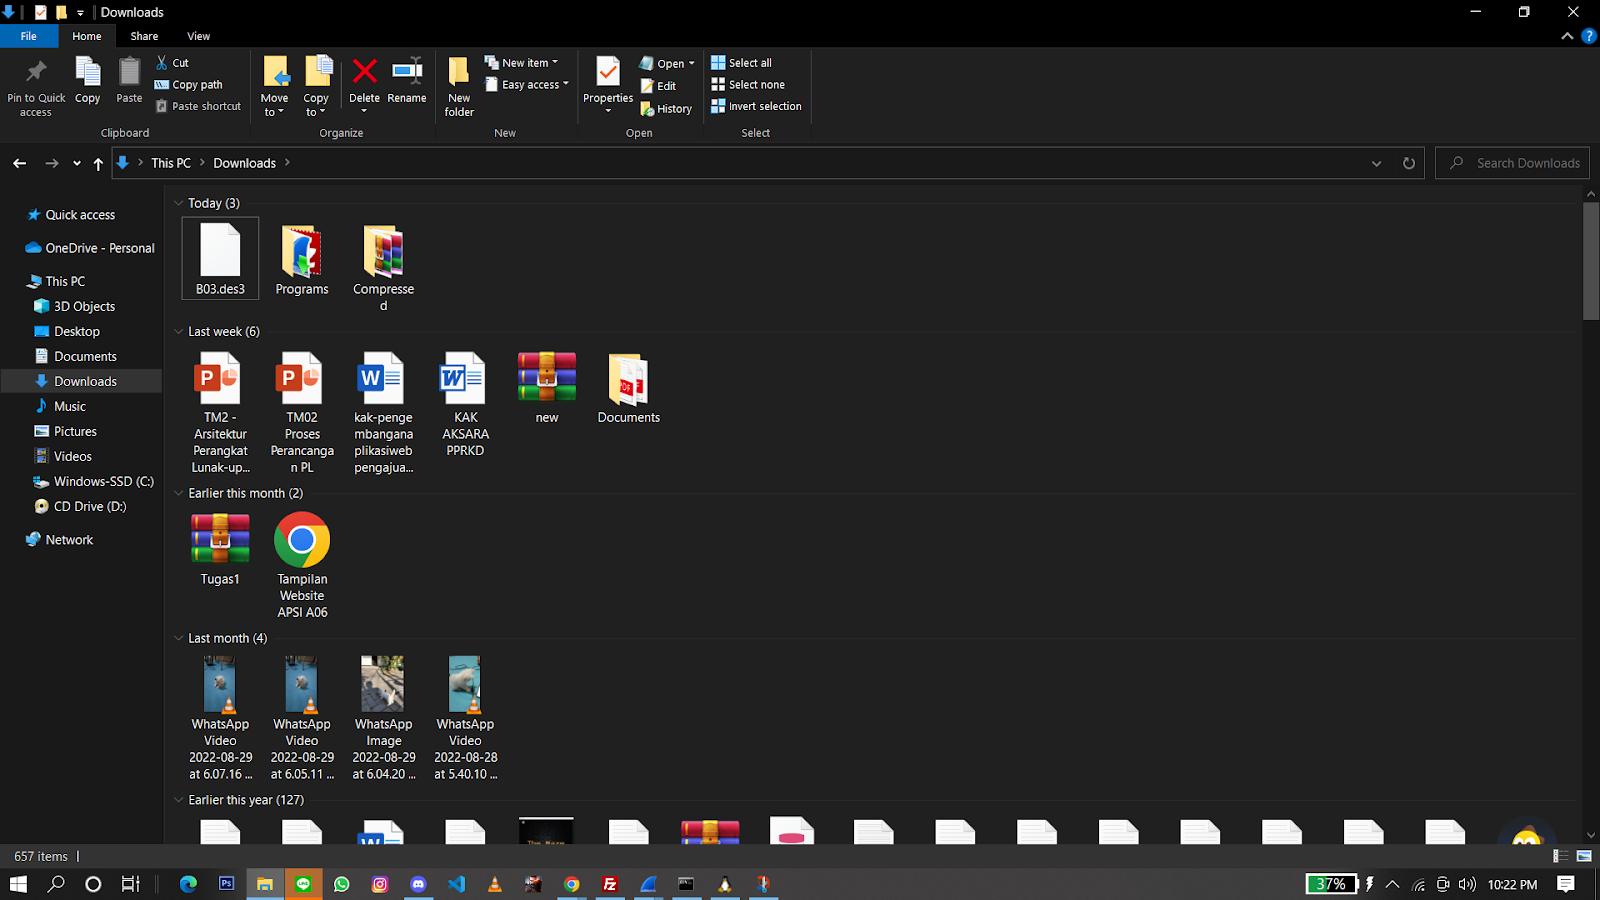 Downloads
File Home Share View
Pin to Quick access
Copy
Paste
Cut
Copy path
Paste shortcut
Clipboard
Move to
Copy to
Delete
Rename
Organize
New folder
New item
Easy access
New
Properties
Open
Edit
History
Open
Select all
Select none
Invert selection
Select
This PC Downloads
Search Downloads
Quick access
OneDrive - Personal
This PC
3D Objects
Desktop
Documents
Downloads
Music
Pictures
Videos
Windows-SSD (C:)
CD Drive (D:)
Network
Today (3)
B03.des3
Programs
Compresse
d
Last week (6)
TM2 -
Arsitektur
Perangkat
Lunak-up...
TM02
Proses
Perancanga
n PL
kak-penge
mbangana
plikasiweb
pengajua...
KAK
AKSARA
PPRKD
new
Documents
Earlier this month (2)
Tugas1
Tampilan
Website
APSI A06
Last month (4)
WhatsApp
Video
2022-08-29
at 6.07.16 ...
WhatsApp
Video
2022-08-29
at 6.05.11 ...
WhatsApp
Image
2022-08-29
at 6.04.20 ...
WhatsApp
Video
2022-08-28
at 5.40.10 ...
Earlier this year (127)
657 items
37%
10:22 PM